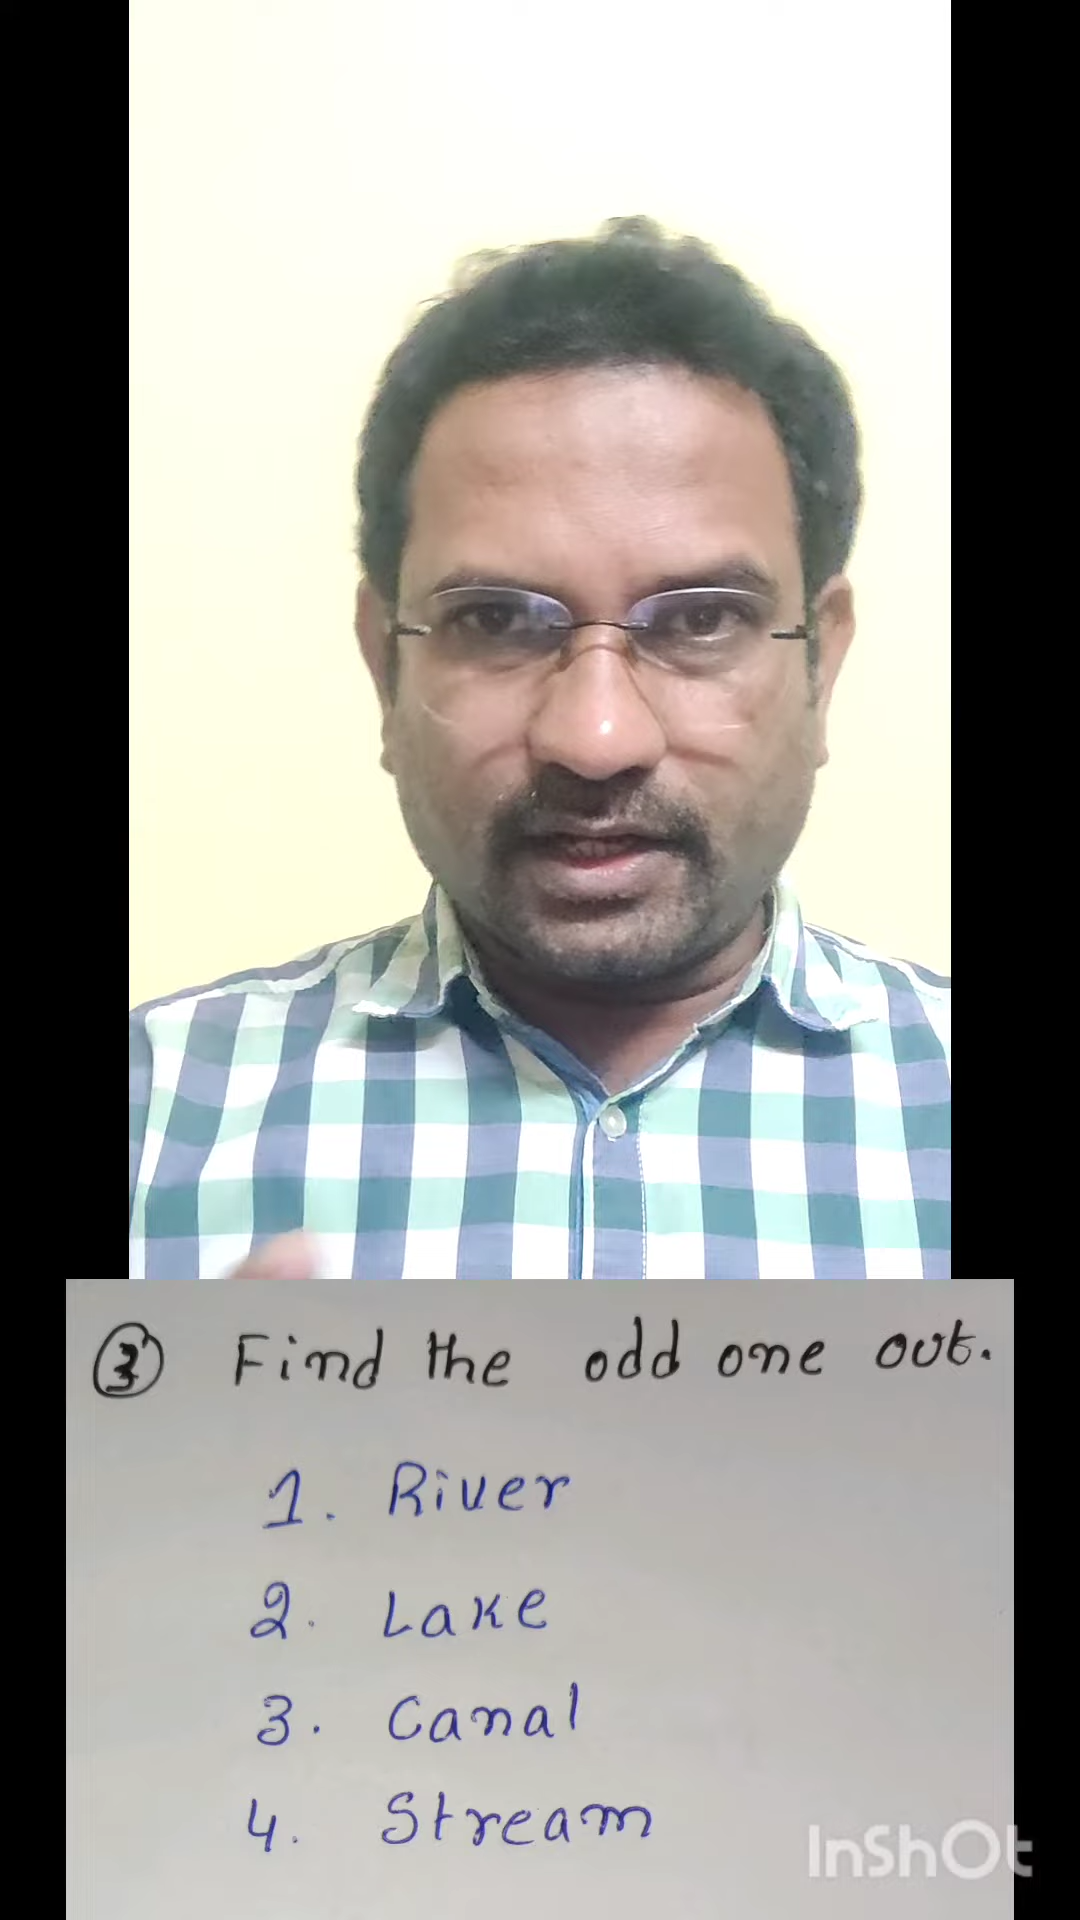 3 Find the odd one out.
1. River
2. Lake
3. Canal
4. Stream
InShOt